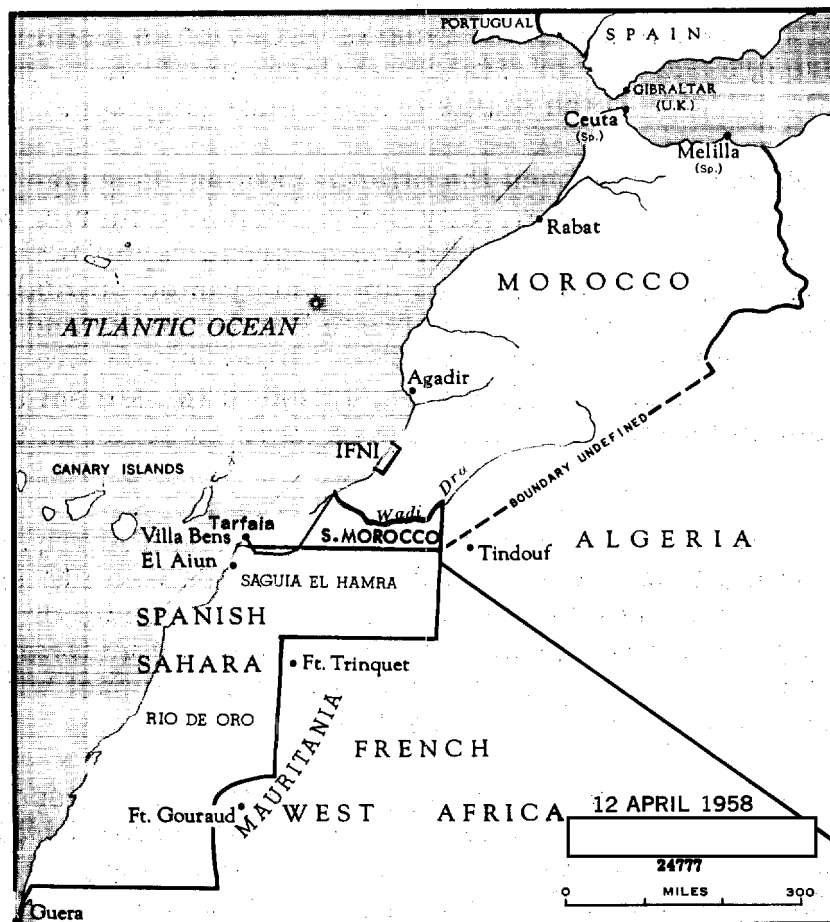 PORTUGUAL
SPAIN
GIBRALTAR
(U.K.)
Ceuta
(Sp.)
Melilla
(Sp.)
Rabat
MOROCCO
ATLANTIC OCEAN
Agadir
IFNI
CANARY ISLANDS
Wadi Dra
BOUNDARY UNDEFINED
Tarfaia
Villa Bens
S. MOROCCO
El Aiun
Tindouf
ALGERIA
SAGUIA EL HAMRA
SPANISH
SAHARA
Ft. Trinquet
RIO DE ORO
MAURITANIA
FRENCH
WEST AFRICA
Ft. Gouraud
12 APRIL 1958
24777
0 MILES 300
Guera